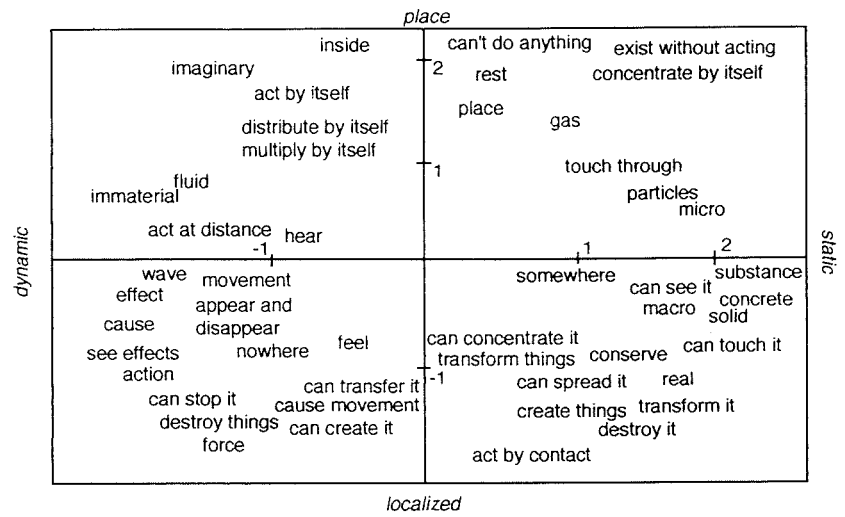 place
inside
can't do anything
exist without acting
imaginary
2
rest
concentrate by itself
act by itself
place
gas
distribute by itself
multiply by itself
1
touch through
fluid
immaterial
particles
micro
act at distance
hear
-1
1
2
dynamic
static
wave
movement
somewhere
substance
effect
can see it
concrete
appear and
disappear
macro
solid
cause
see effects
nowhere
feel
can concentrate it
transform things
conserve
can touch it
action
-1
can transfer it
can spread it
real
can stop it
cause movement
create things
transform it
destroy things
can create it
destroy it
force
act by contact
localized